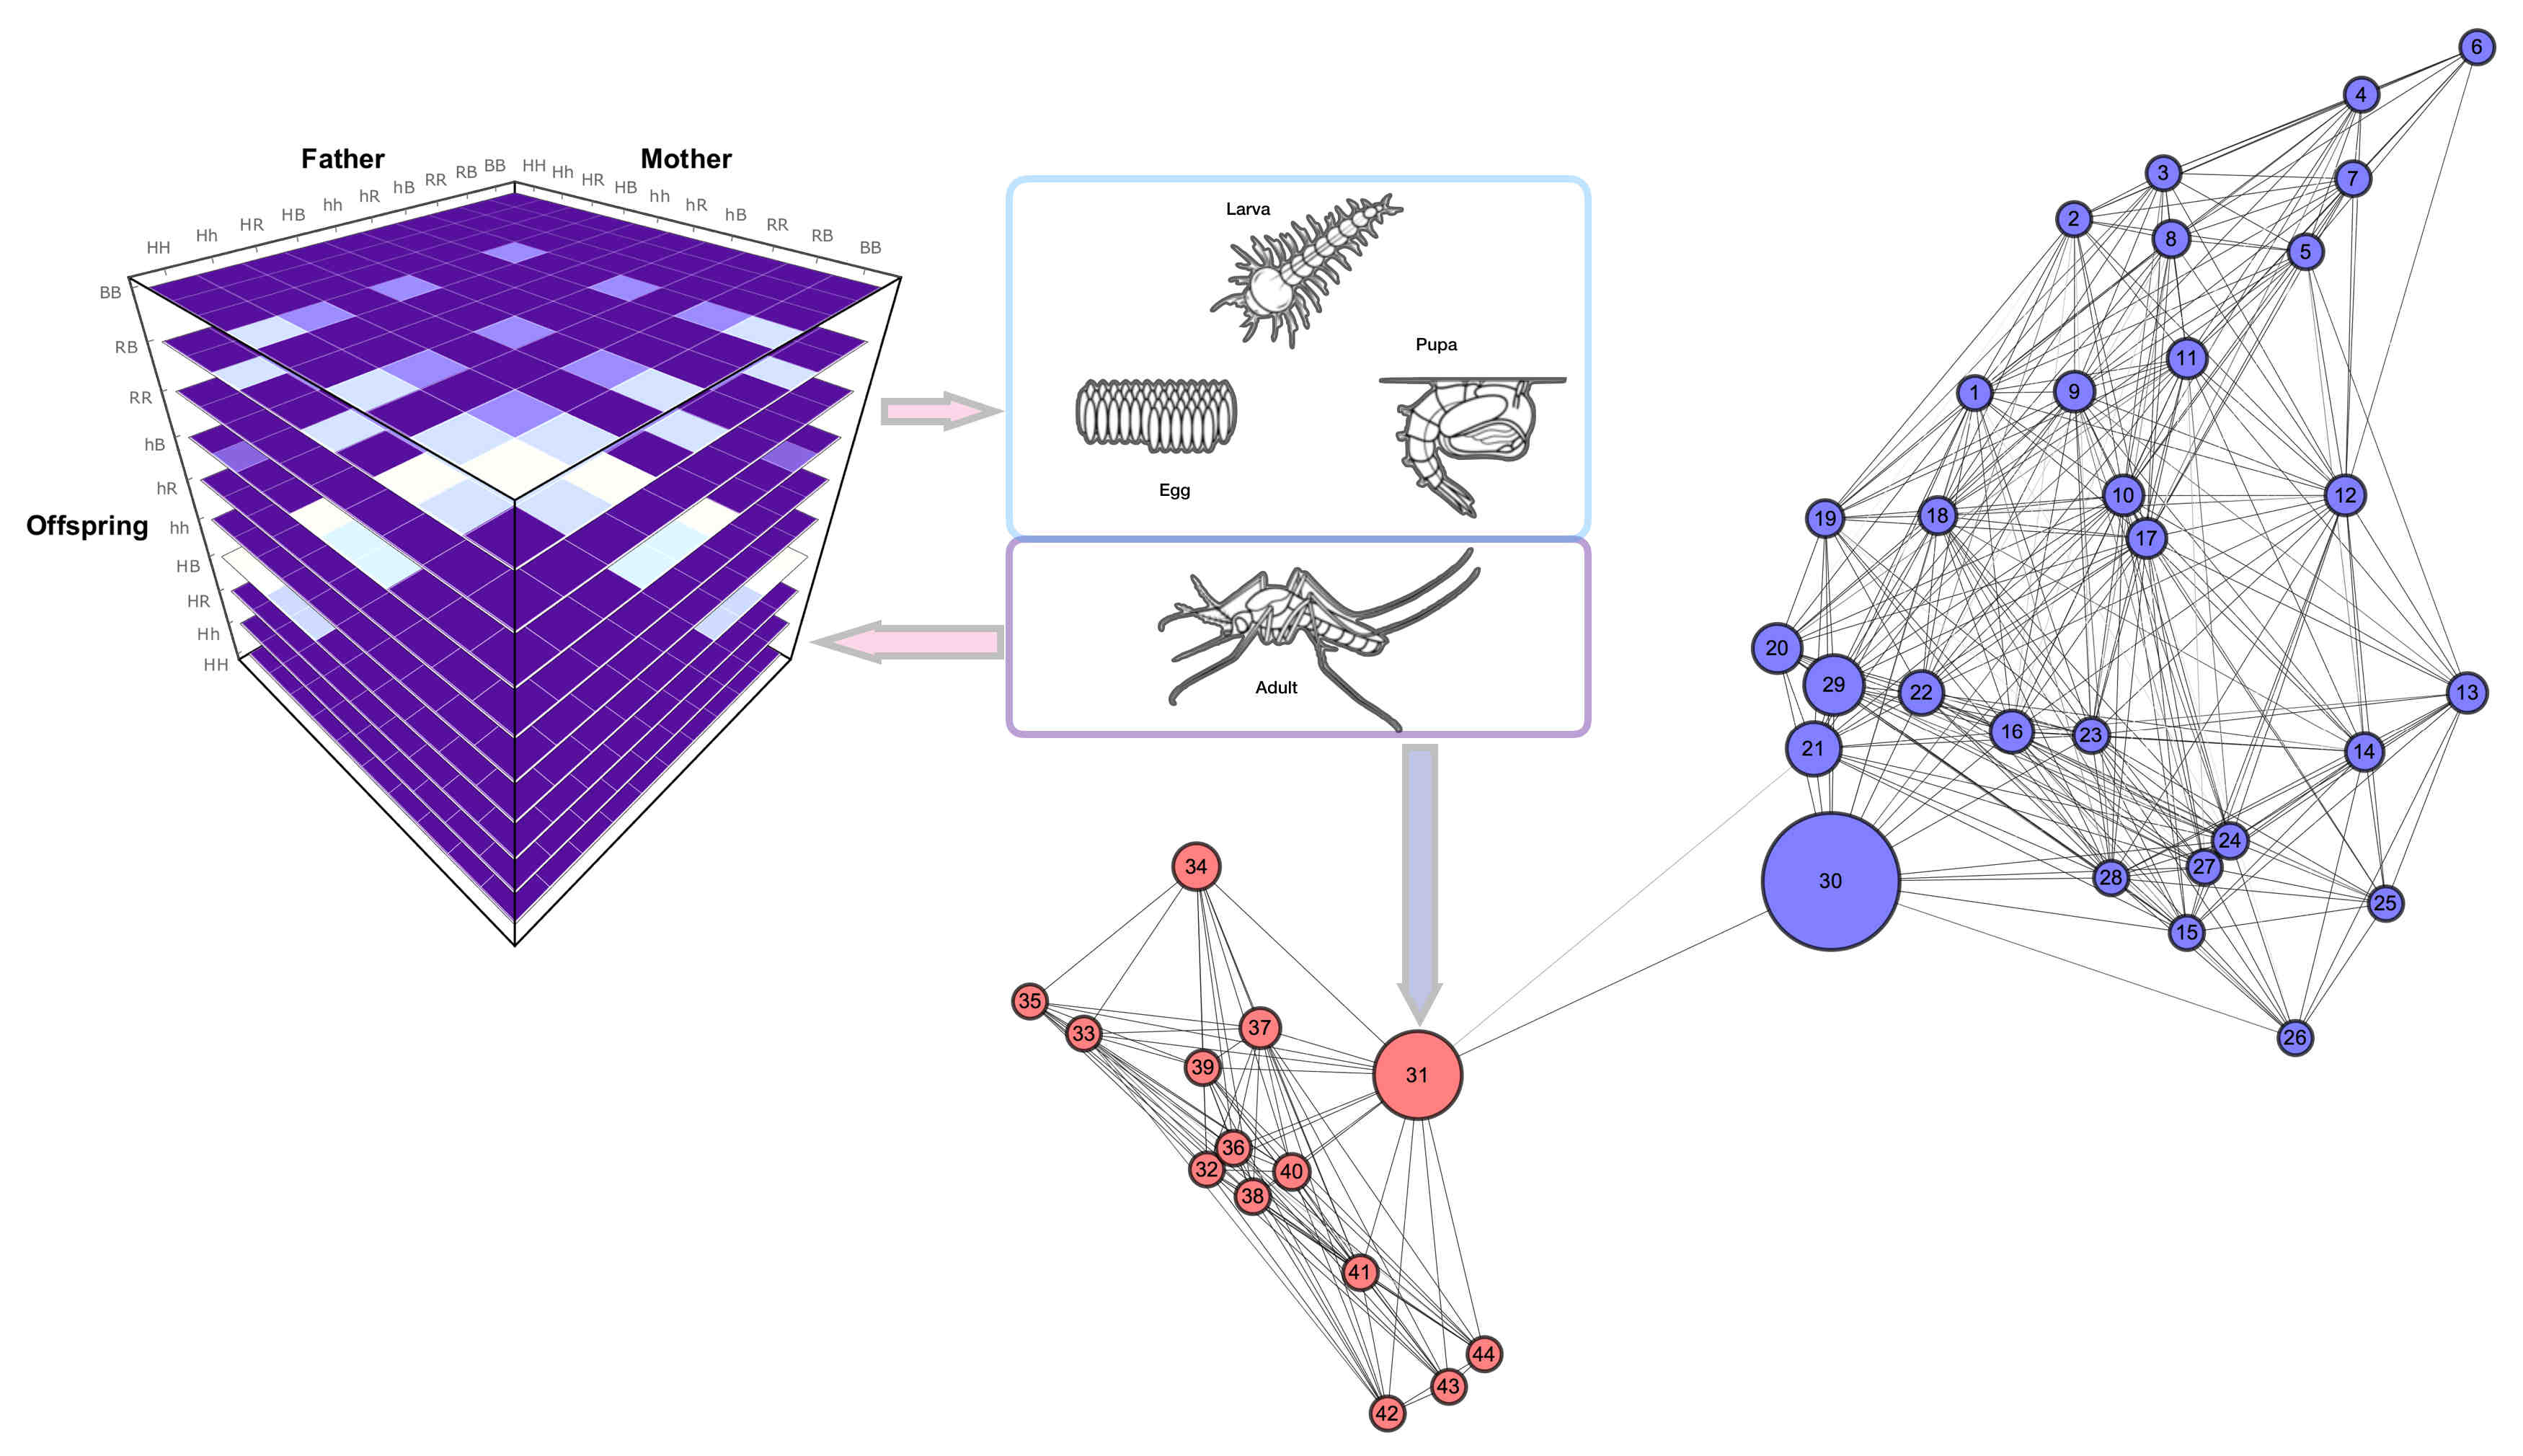 Father
Mother
HH
Hh
HR
HB
hh
hR
hB
RR
RB
BB
HH
Hh
HR
HB
hh
hR
hB
RR
RB
BB
Offspring
BB
RB
RR
hB
hR
hh
HB
HR
Hh
HH
Larva
Pupa
Egg
Adult
6
4
3
7
2
8
5
11
1
9
10
12
19
18
17
20
29
22
13
21
16
23
14
24
27
28
30
25
15
26
34
35
33
37
39
31
36
32
40
38
41
44
43
42